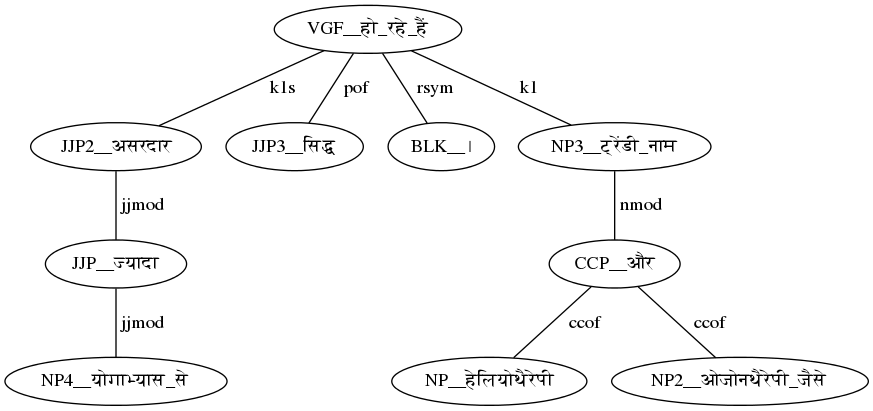 VGF__हो_रहे_हैं
k1s pof rsym k1
JJP2__असरदार JJP3__सिद्ध BLK__। NP3__ट्रेंडी_नाम
jjmod nmod
JJP__ज्यादा CCP__और
jjmod ccof ccof
NP4__योगाभ्यास_से NP__हेलियोथैरेपी NP2__ओजोनथैरेपी_जैसे